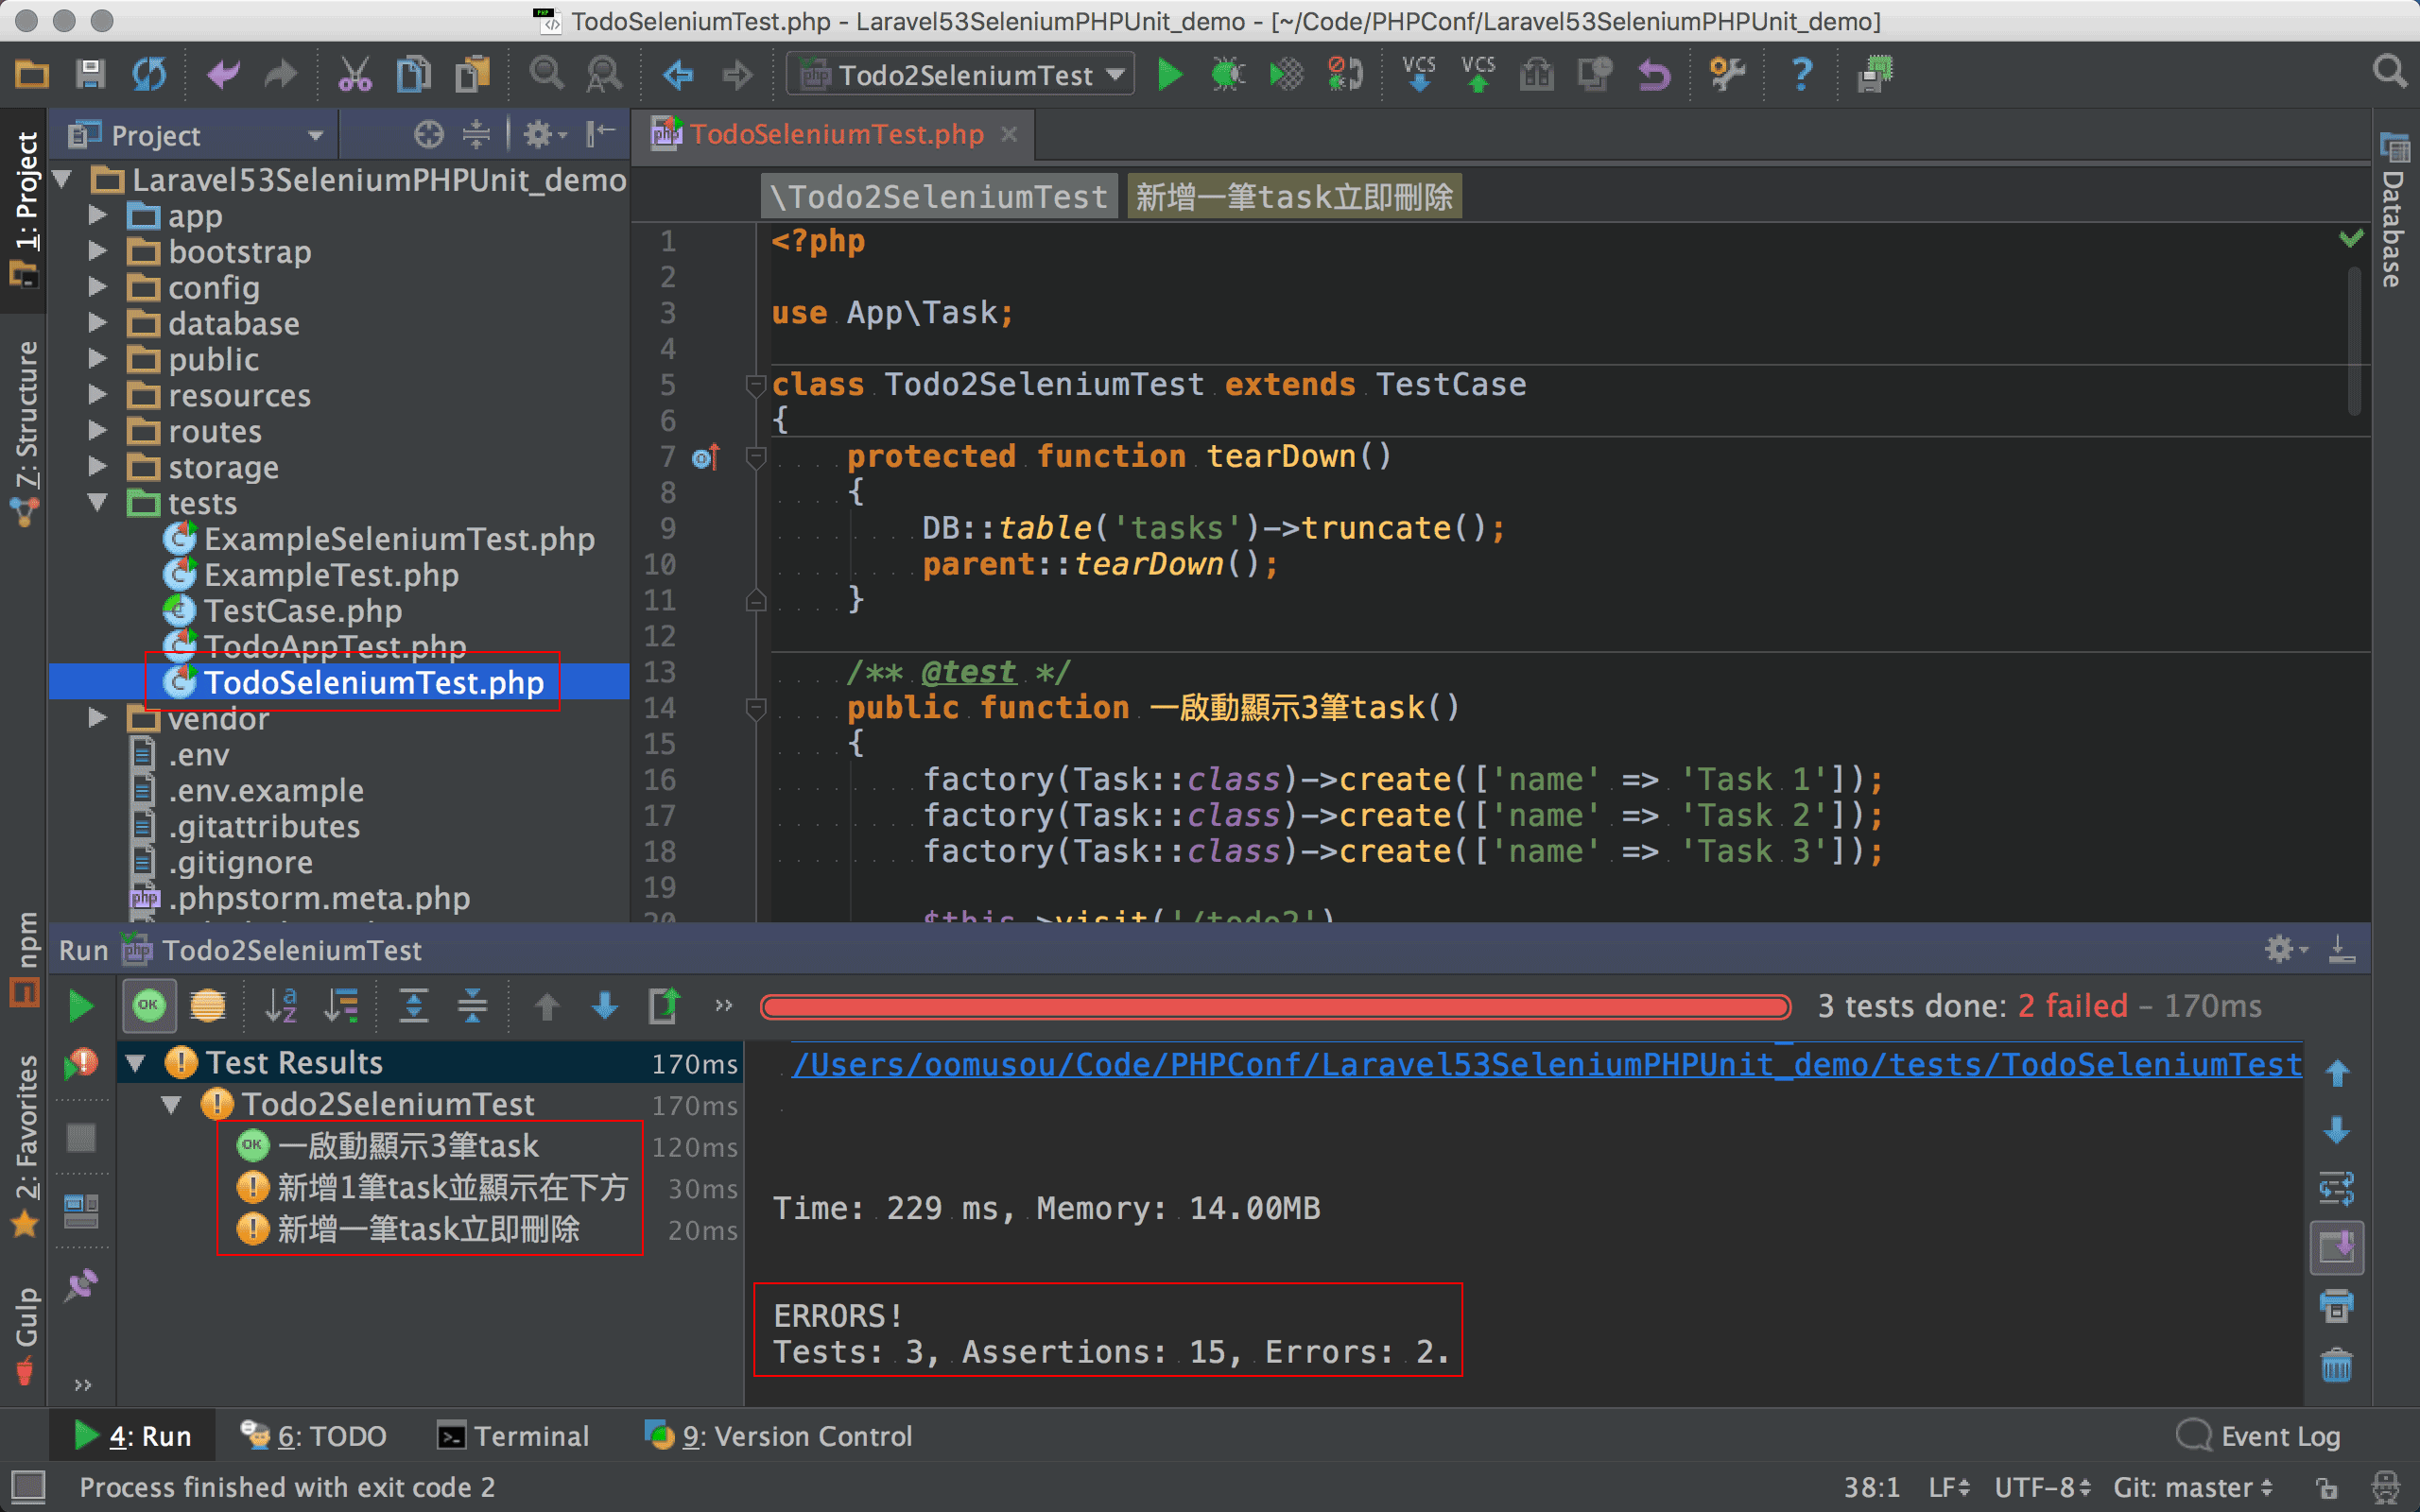 TodoSeleniumTest.php - Laravel53SeleniumPHPUnit_demo - [~/Code/PHPConf/Laravel53SeleniumPHPUnit_demo]
Todo2SeleniumTest
VCS
VCS
1: Project
7: Structure
npm
2: Favorites
Gulp
Project
Laravel53SeleniumPHPUnit_demo
app
bootstrap
config
database
public
resources
routes
storage
tests
ExampleSeleniumTest.php
ExampleTest.php
TestCase.php
TodoAppTest.php
TodoSeleniumTest.php
vendor
.env
.env.example
.gitattributes
.gitignore
.phpstorm.meta.php
TodoSeleniumTest.php
\Todo2SeleniumTest 新增一筆task立即刪除
1 <?php
2
3 use App\Task;
4
5 class Todo2SeleniumTest extends TestCase
6 {
7 protected function tearDown()
8 {
9 DB::table('tasks')->truncate();
10 parent::tearDown();
11 }
12
13 /** @test */
14 public function 一啟動顯示3筆task()
15 {
16 factory(Task::class)->create(['name' => 'Task 1']);
17 factory(Task::class)->create(['name' => 'Task 2']);
18 factory(Task::class)->create(['name' => 'Task 3']);
19
20 $this->visit('/todo2')
Database
Run Todo2SeleniumTest
3 tests done: 2 failed – 170ms
Test Results 170ms
Todo2SeleniumTest 170ms
OK 一啟動顯示3筆task 120ms
新增1筆task並顯示在下方 30ms
新增一筆task立即刪除 20ms
/Users/oomusou/Code/PHPConf/Laravel53SeleniumPHPUnit_demo/tests/TodoSeleniumTest
Time: 229 ms, Memory: 14.00MB
ERRORS!
Tests: 3, Assertions: 15, Errors: 2.
4: Run
6: TODO
Terminal
9: Version Control
Event Log
Process finished with exit code 2
38:1 LF UTF-8 Git: master